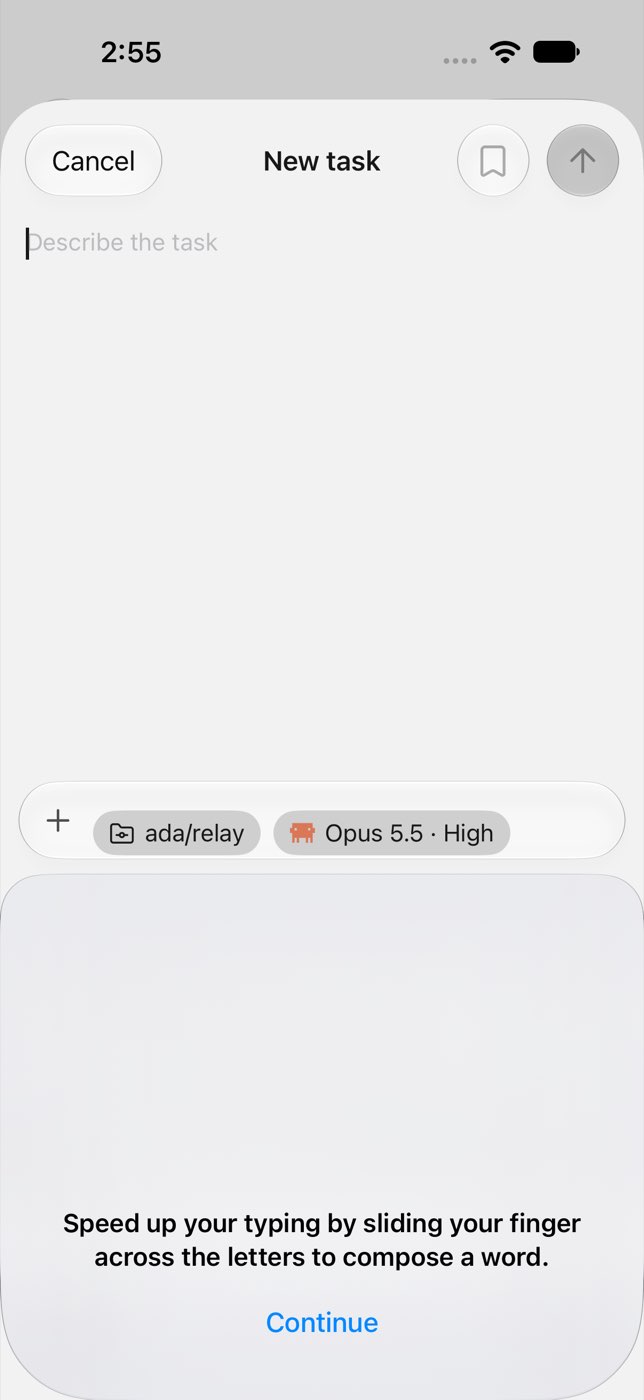 2:55
Cancel
New task
Describe the task
ada/relay
Opus 5.5 · High
Speed up your typing by sliding your finger
across the letters to compose a word.
Continue